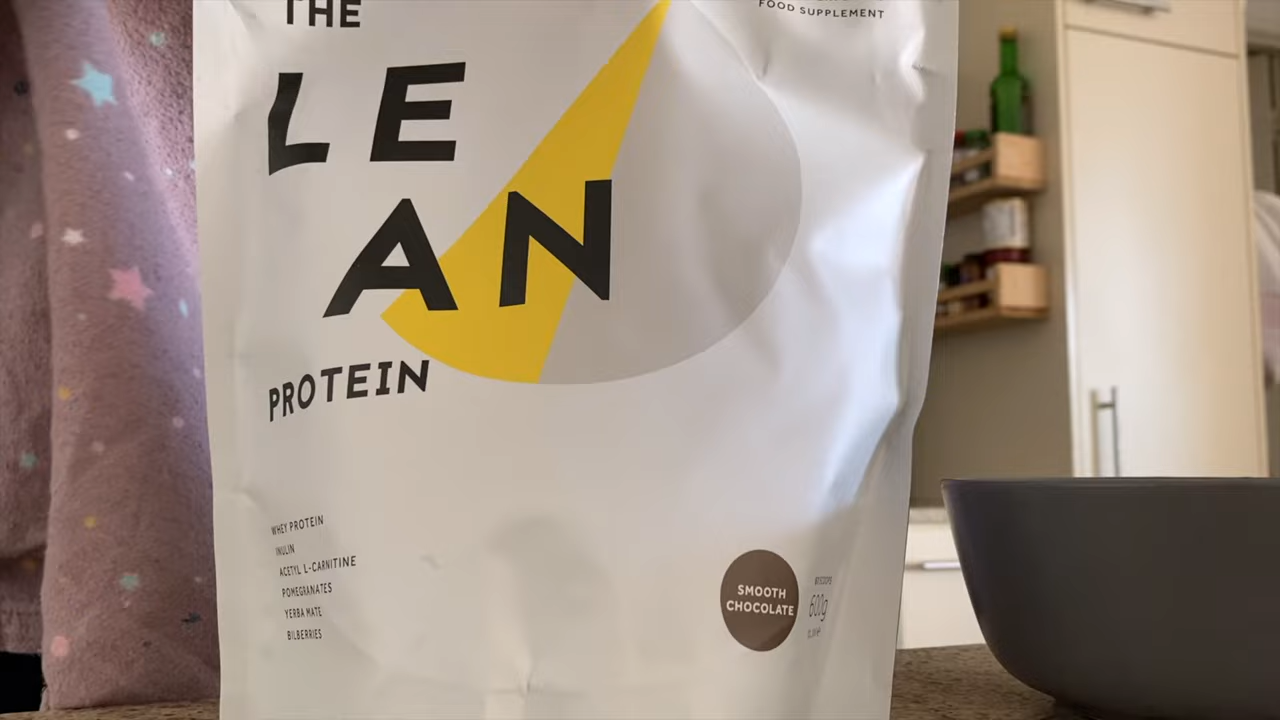 THE
FOOD SUPPLEMENT
LE
AN
PROTEIN
WHEY PROTEIN
INULIN
ACETYL L-CARNITINE
POMEGRANATES
YERBA MATE
BILBERRIES
SMOOTH
CHOCOLATE
600g